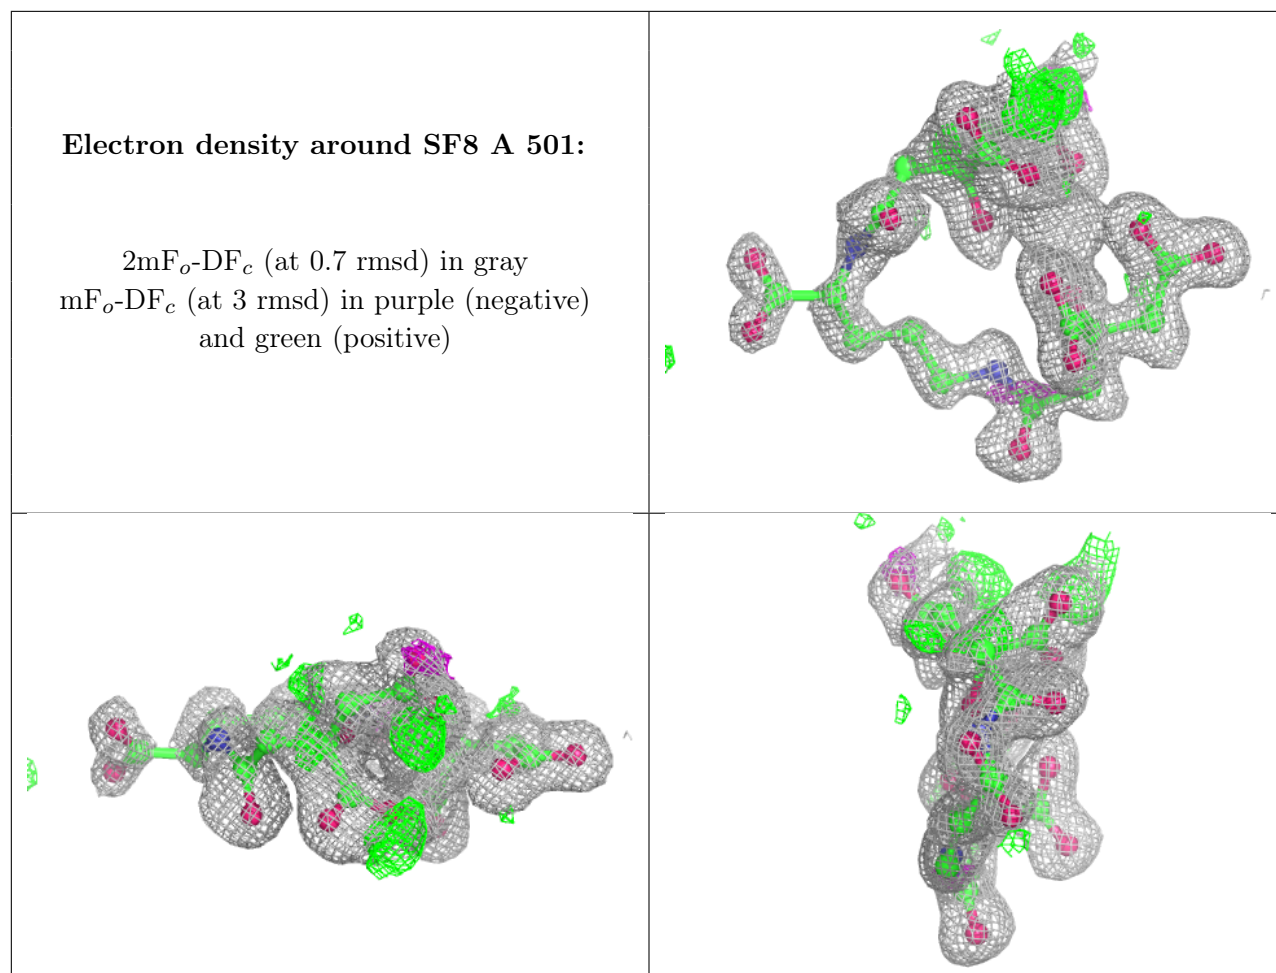 Electron density around SF8 A 501:
2mFo-DFc (at 0.7 rmsd) in gray
mFo-DFc (at 3 rmsd) in purple (negative)
and green (positive)